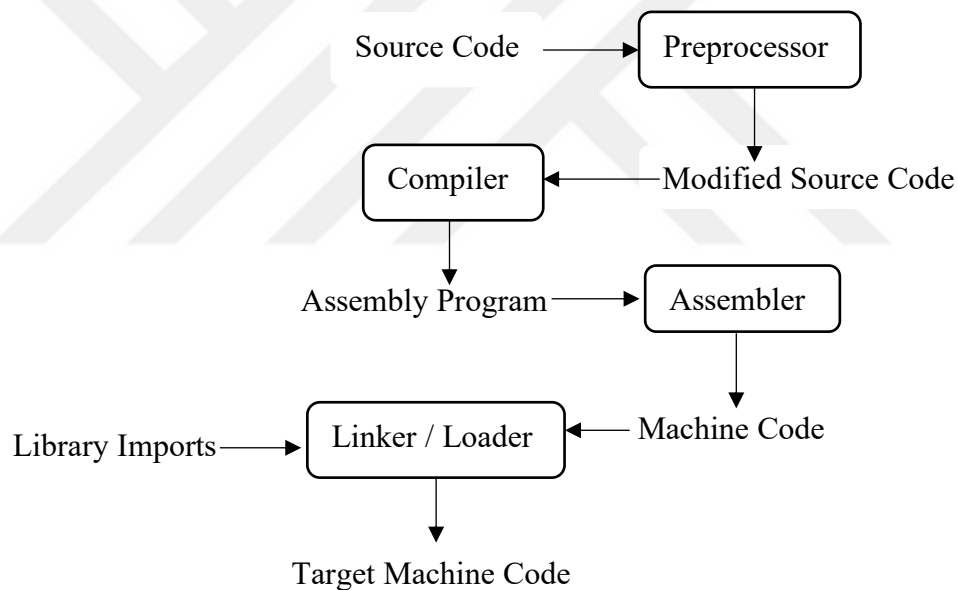 Source Code
Preprocessor
Compiler
Modified Source Code
Assembly Program
Assembler
Library Imports
Linker / Loader
Machine Code
Target Machine Code